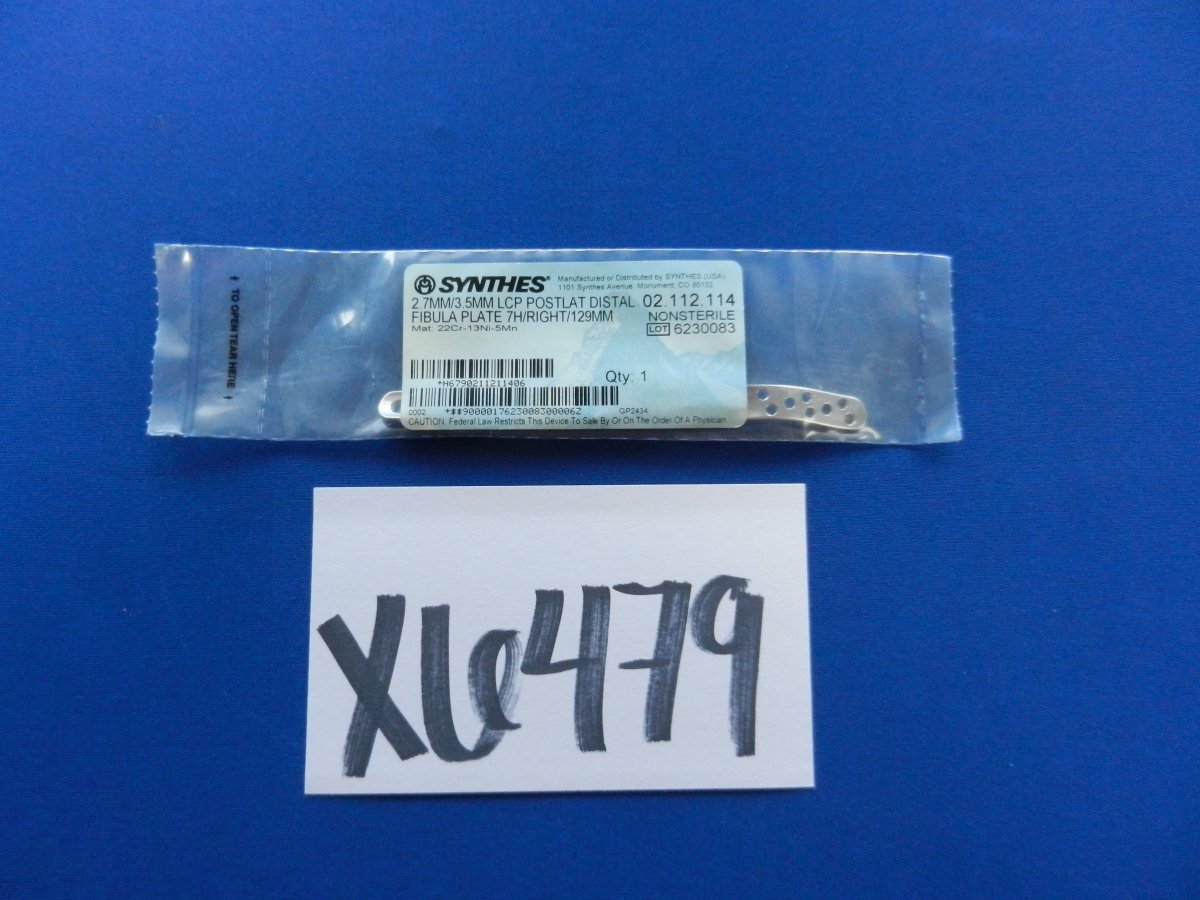 ↑ TO OPEN TEAR HERE ↓
SYNTHES®
Manufactured or Distributed by SYNTHES (USA)
1101 Synthes Avenue, Monument, CO 80132
2.7MM/3.5MM LCP POSTLAT DISTAL 02.112.114
FIBULA PLATE 7H/RIGHT/129MM NONSTERILE
Mat: 22Cr-13Ni-5Mn LOT 6230083
*H6790211211406
Qty: 1
0002 *$$9000017623008300006Z GP2434
CAUTION: Federal Law Restricts This Device To Sale By Or On The Order Of A Physician
X6479